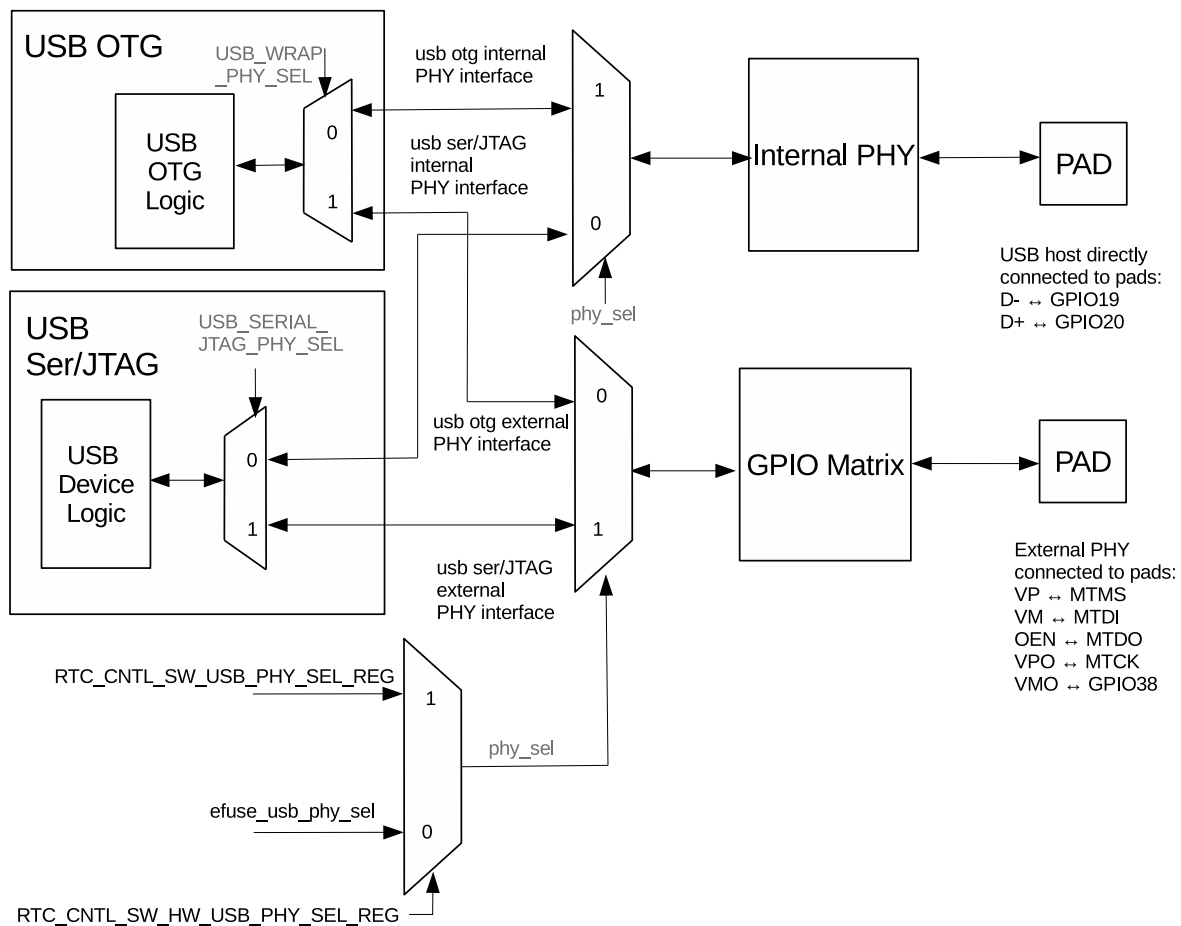 USB OTG
USB_WRAP
_PHY_SEL
USB
OTG
Logic
0
1
usb otg internal
PHY interface
usb ser/JTAG
internal
PHY interface
1
0
phy_sel
Internal PHY
PAD
USB host directly
connected to pads:
D- ↔ GPIO19
D+ ↔ GPIO20
USB
Ser/JTAG
USB_SERIAL_
JTAG_PHY_SEL
USB
Device
Logic
0
1
usb otg external
PHY interface
usb ser/JTAG
external
PHY interface
0
1
GPIO Matrix
PAD
External PHY
connected to pads:
VP ↔ MTMS
VM ↔ MTDI
OEN ↔ MTDO
VPO ↔ MTCK
VMO ↔ GPIO38
RTC_CNTL_SW_USB_PHY_SEL_REG
1
phy_sel
efuse_usb_phy_sel
0
RTC_CNTL_SW_HW_USB_PHY_SEL_REG